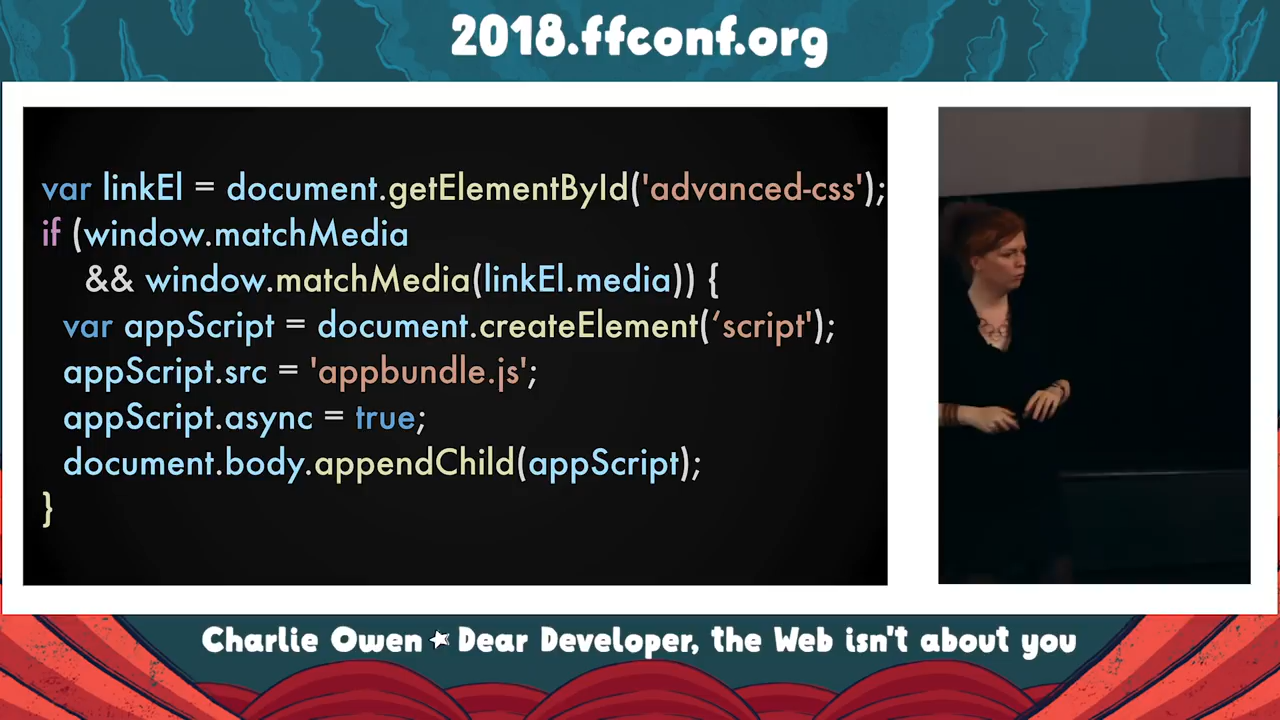 2018.ffconf.org
var linkEl = document.getElementById('advanced-css');
if (window.matchMedia
&& window.matchMedia(linkEl.media)) {
var appScript = document.createElement(‘script');
appScript.src = 'appbundle.js';
appScript.async = true;
document.body.appendChild(appScript);
}
Charlie Owen ★ Dear Developer, the Web isn't about you